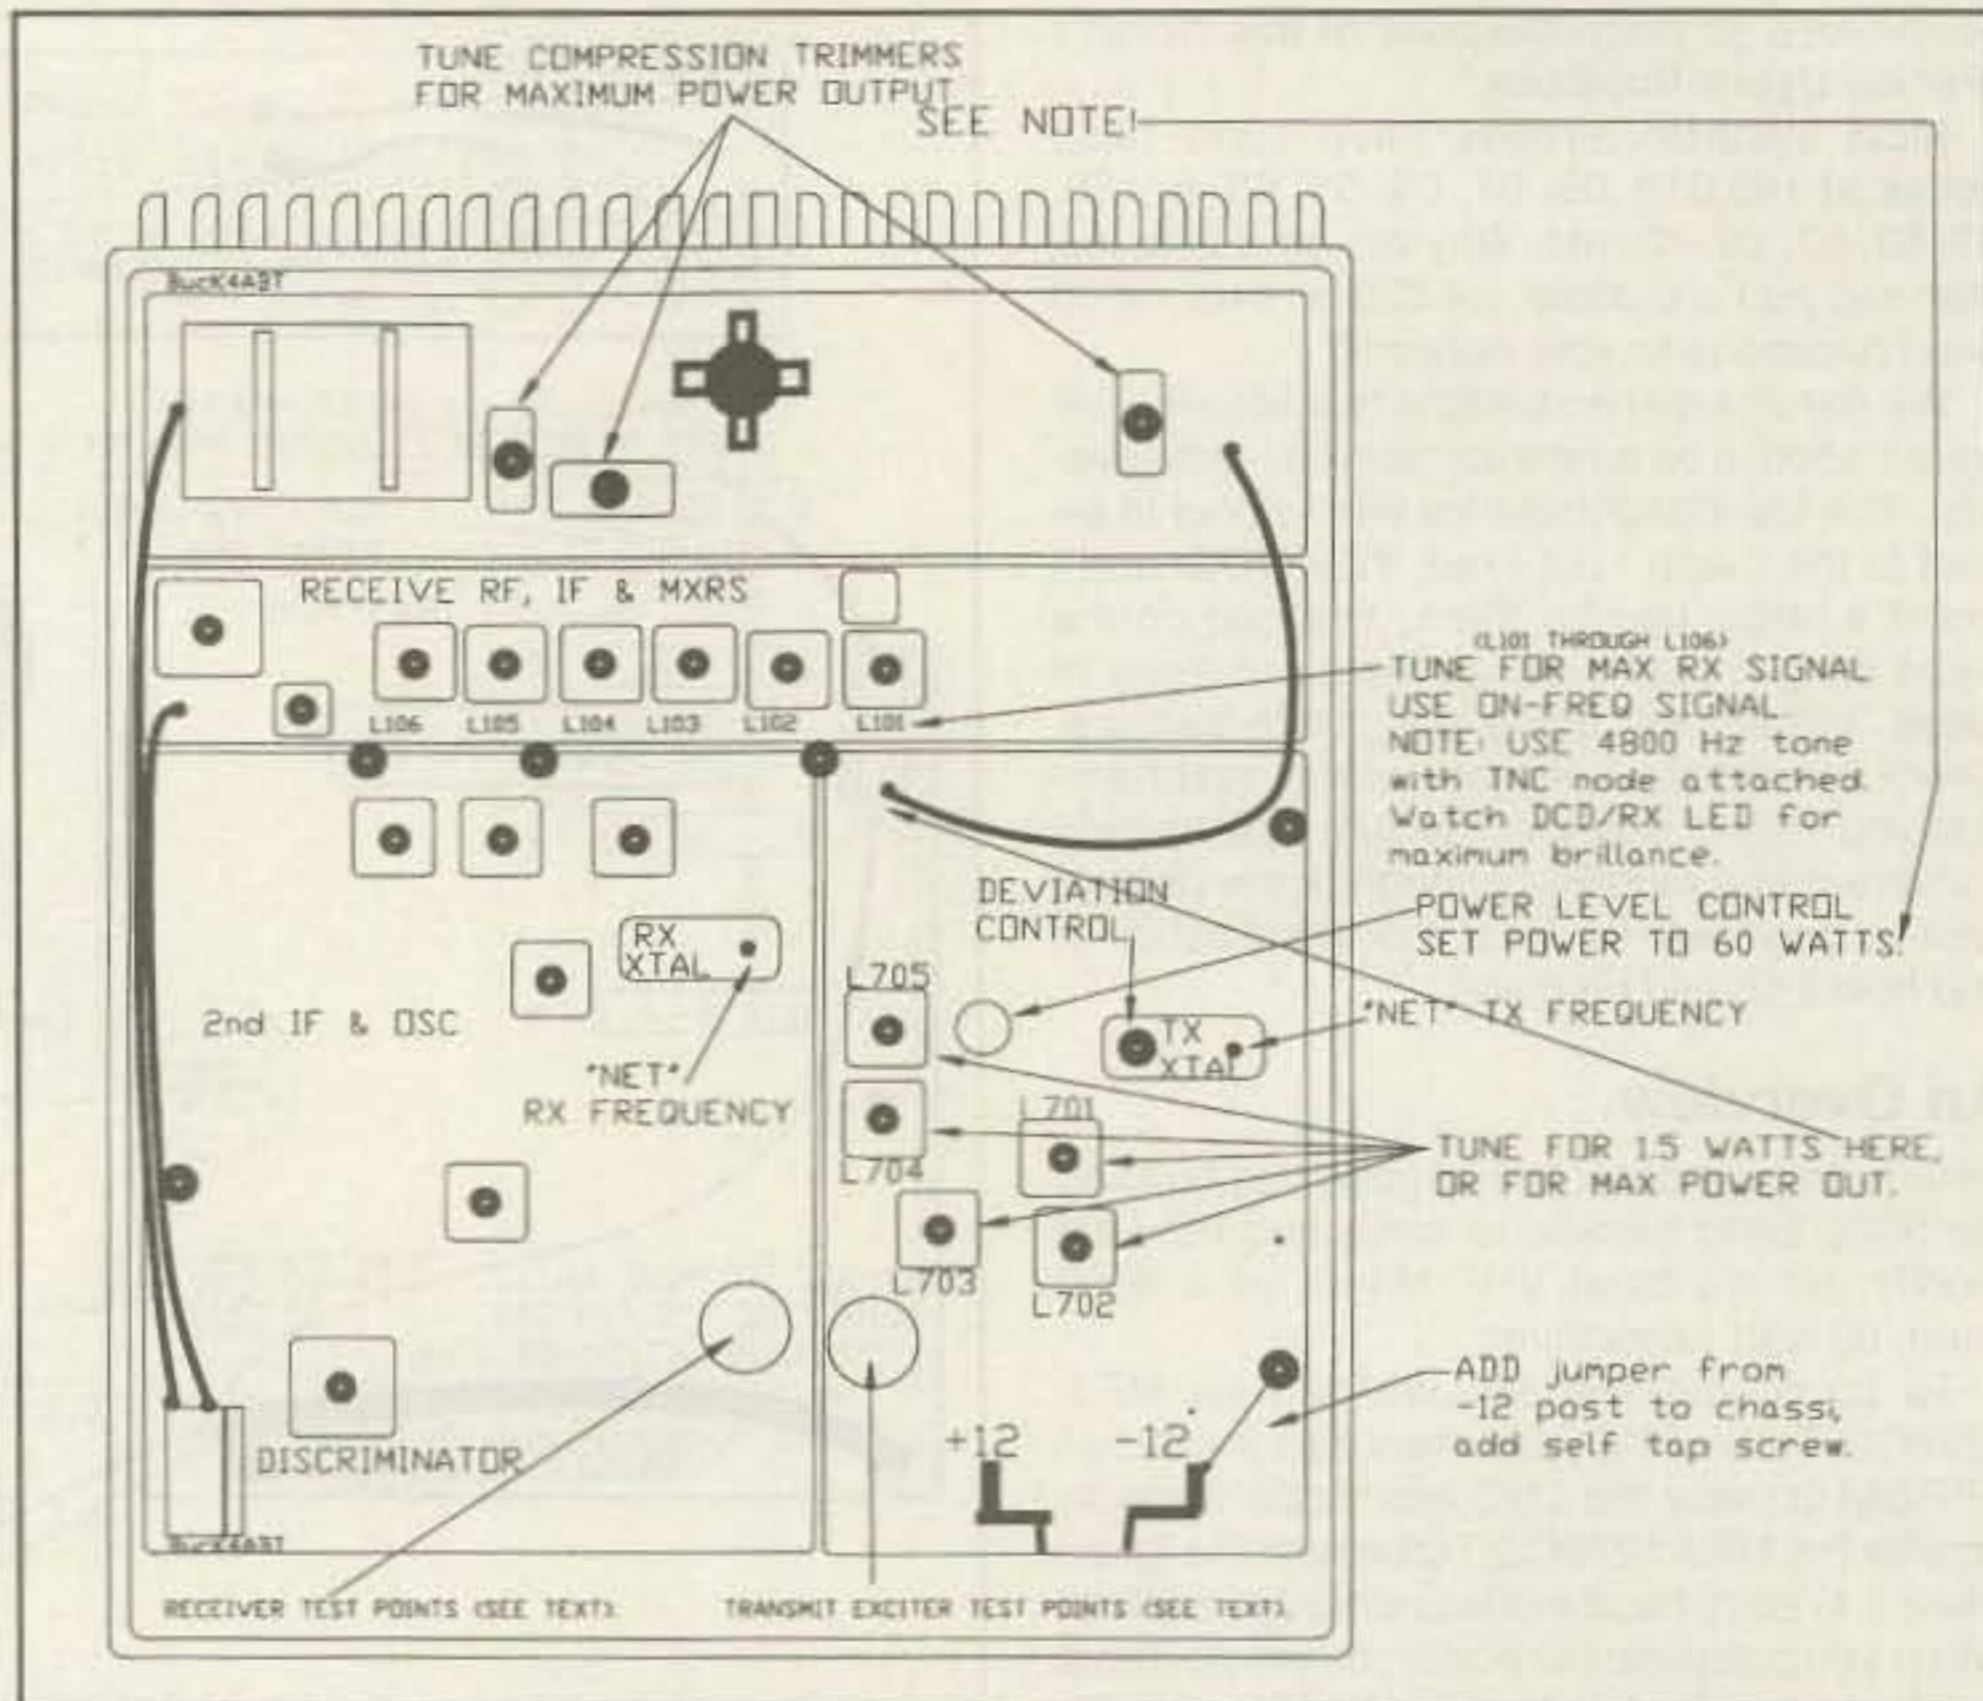 TUNE COMPRESSION TRIMMERS
FOR MAXIMUM POWER OUTPUT
SEE NOTE!
BucK4ABT
RECEIVE RF, IF & MXRS
L106 L105 L104 L103 L102 L101
(L101 THROUGH L106)
TUNE FOR MAX RX SIGNAL
USE ON-FREQ SIGNAL
NOTE: USE 4800 Hz tone
with TNC node attached.
Watch DCD/RX LED for
maximum brillance.
DEVIATION
CONTROL
POWER LEVEL CONTROL
SET POWER TO 60 WATTS.
RX
XTAL
L705
2nd IF & OSC
TX
XTAL
"NET" TX FREQUENCY
"NET"
RX FREQUENCY
L701
L704
TUNE FOR 1.5 WATTS HERE,
OR FOR MAX POWER OUT.
L703
L702
ADD jumper from
-12 post to chassi,
add self tap screw.
+12 -12
DISCRIMINATOR
BucK4ABT
RECEIVER TEST POINTS (SEE TEXT).
TRANSMIT EXCITER TEST POINTS (SEE TEXT).